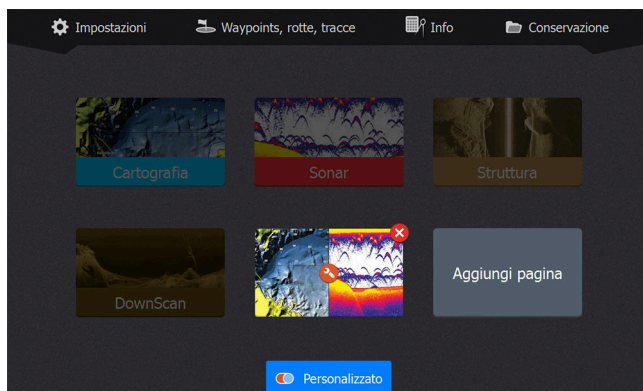 Impostazioni
Waypoints, rotte, tracce
Info
Conservazione
Cartografia
Sonar
Struttura
DownScan
Aggiungi pagina
Personalizzato